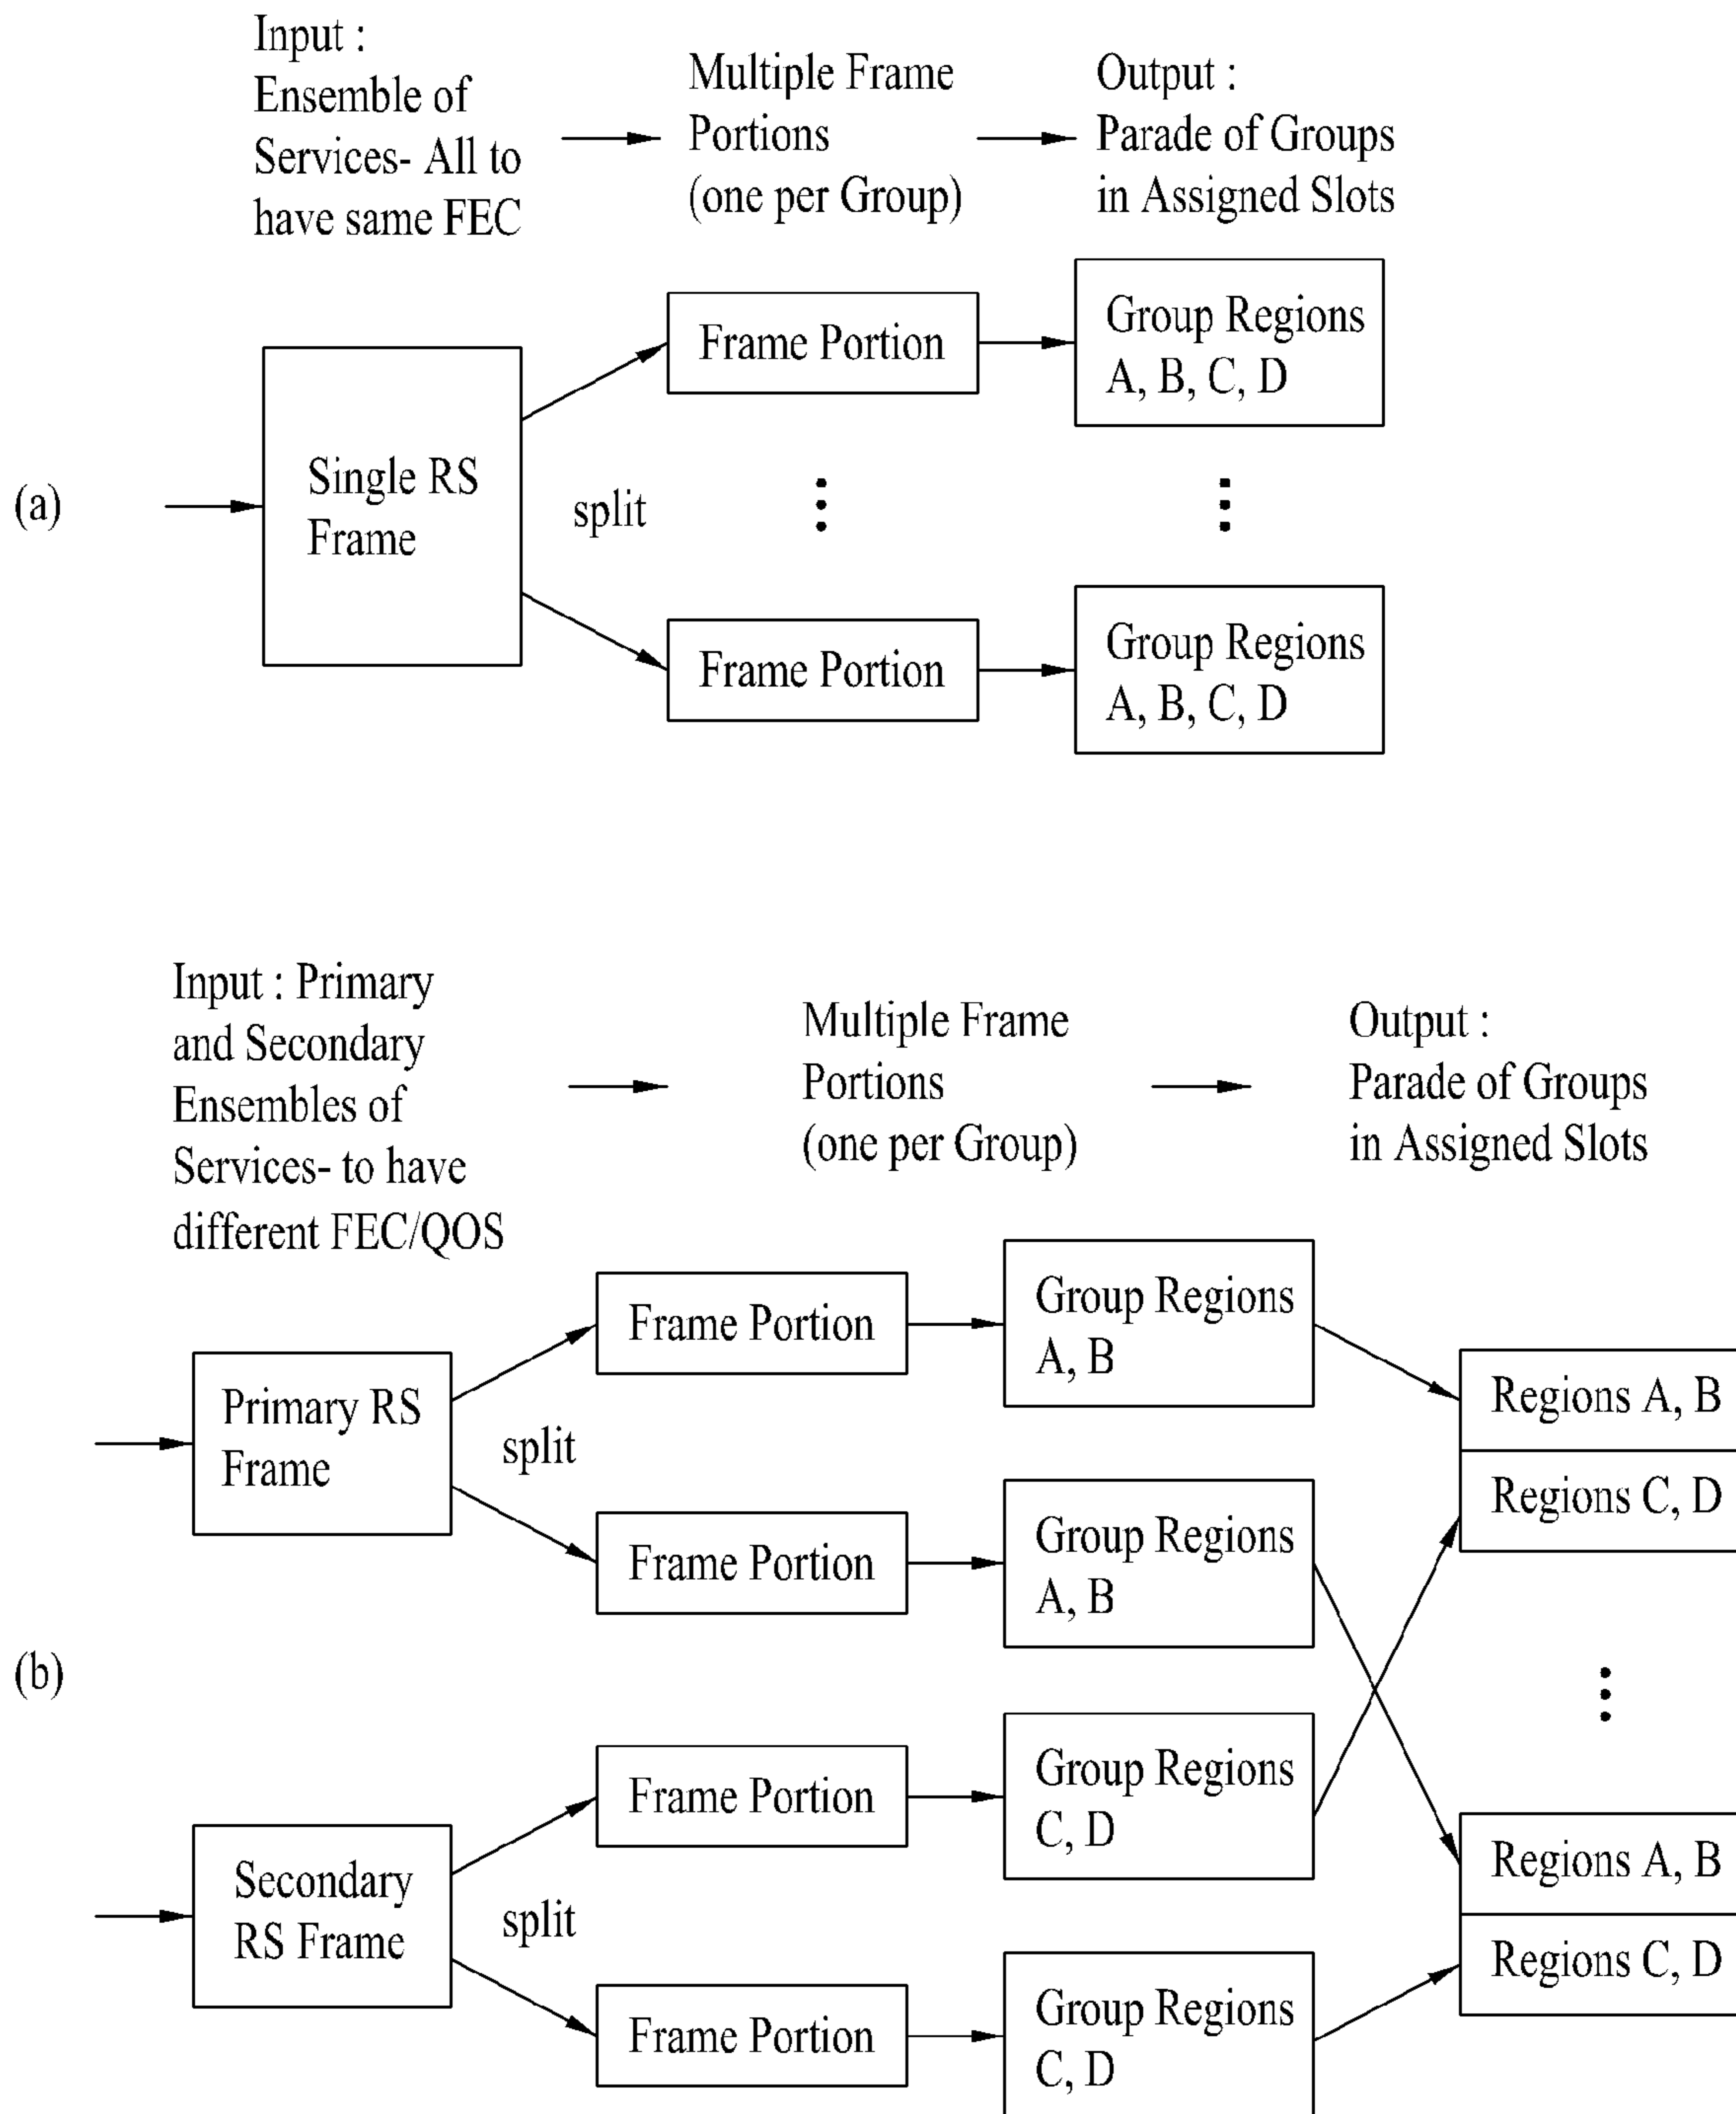 Input :
Ensemble of
Services- All to
have same FEC
Multiple Frame
Portions
(one per Group)
Output :
Parade of Groups
in Assigned Slots
(a)
Single RS
Frame
split
Frame Portion
Group Regions
A, B, C, D
Frame Portion
Group Regions
A, B, C, D
Input : Primary
and Secondary
Ensembles of
Services- to have
different FEC/QOS
Multiple Frame
Portions
(one per Group)
Output :
Parade of Groups
in Assigned Slots
(b)
Primary RS
Frame
split
Frame Portion
Group Regions
A, B
Frame Portion
Group Regions
A, B
Secondary
RS Frame
split
Frame Portion
Group Regions
C, D
Frame Portion
Group Regions
C, D
Regions A, B
Regions C, D
Regions A, B
Regions C, D